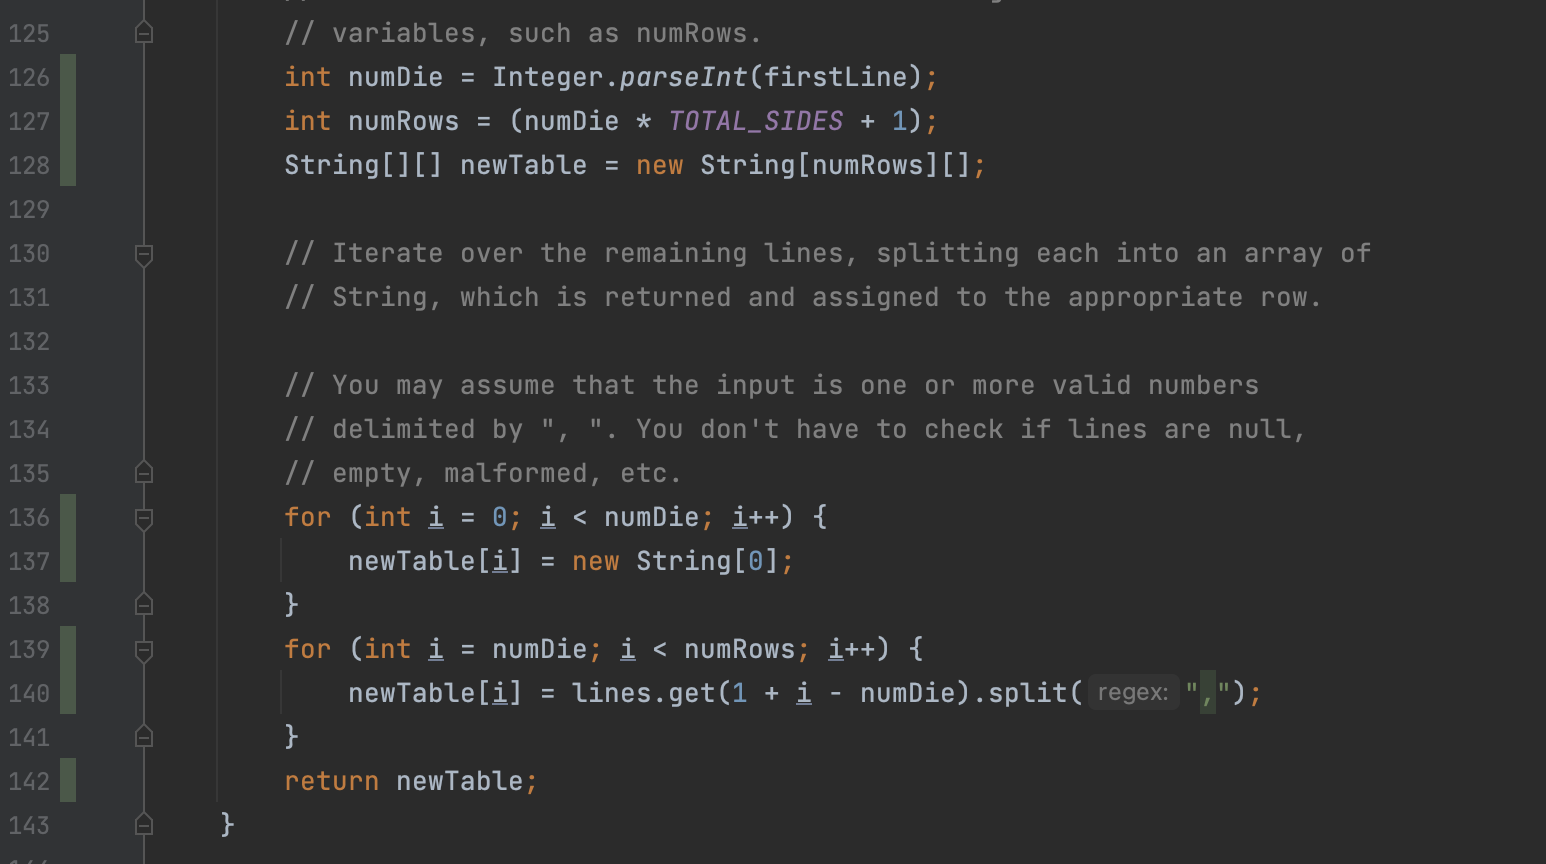 125 // variables, such as numRows.
126 int numDie = Integer.parseInt(firstLine);
127 int numRows = (numDie * TOTAL_SIDES + 1);
128 String[][] newTable = new String[numRows][];
129
130 // Iterate over the remaining lines, splitting each into an array of
131 // String, which is returned and assigned to the appropriate row.
132
133 // You may assume that the input is one or more valid numbers
134 // delimited by ", ". You don't have to check if lines are null,
135 // empty, malformed, etc.
136 for (int i = 0; i < numDie; i++) {
137 newTable[i] = new String[0];
138 }
139 for (int i = numDie; i < numRows; i++) {
140 newTable[i] = lines.get(1 + i - numDie).split( regex: ",");
141 }
142 return newTable;
143 }